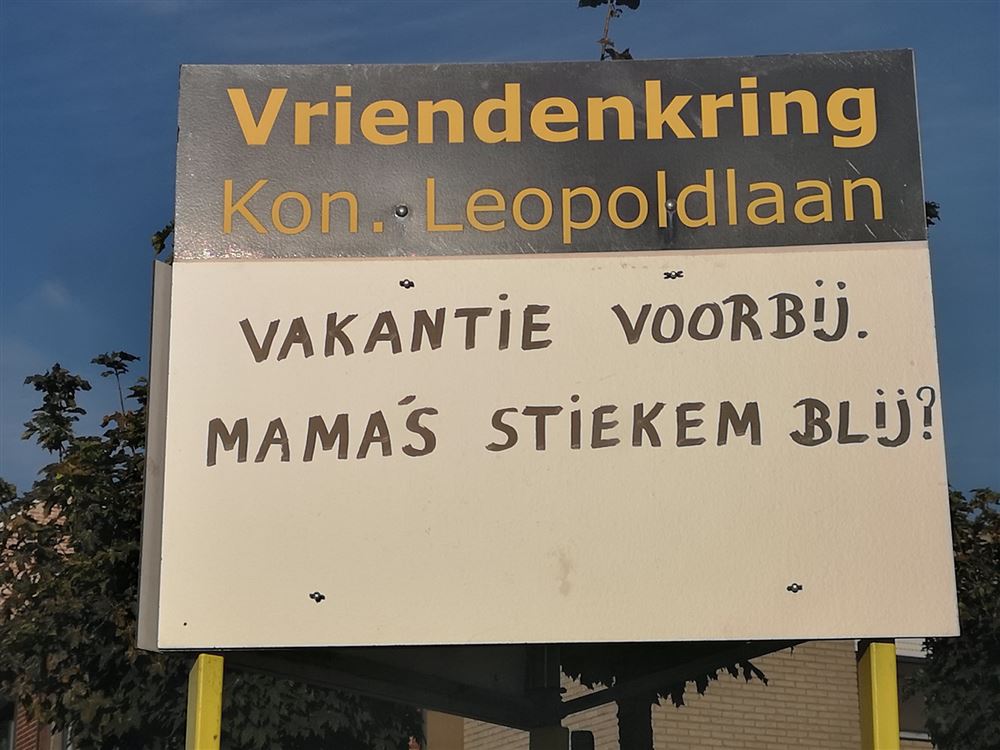 Vriendenkring
Kon. Leopoldlaan
VAKANTIE VOORBIJ.
MAMA'S STIEKEM BLIJ?